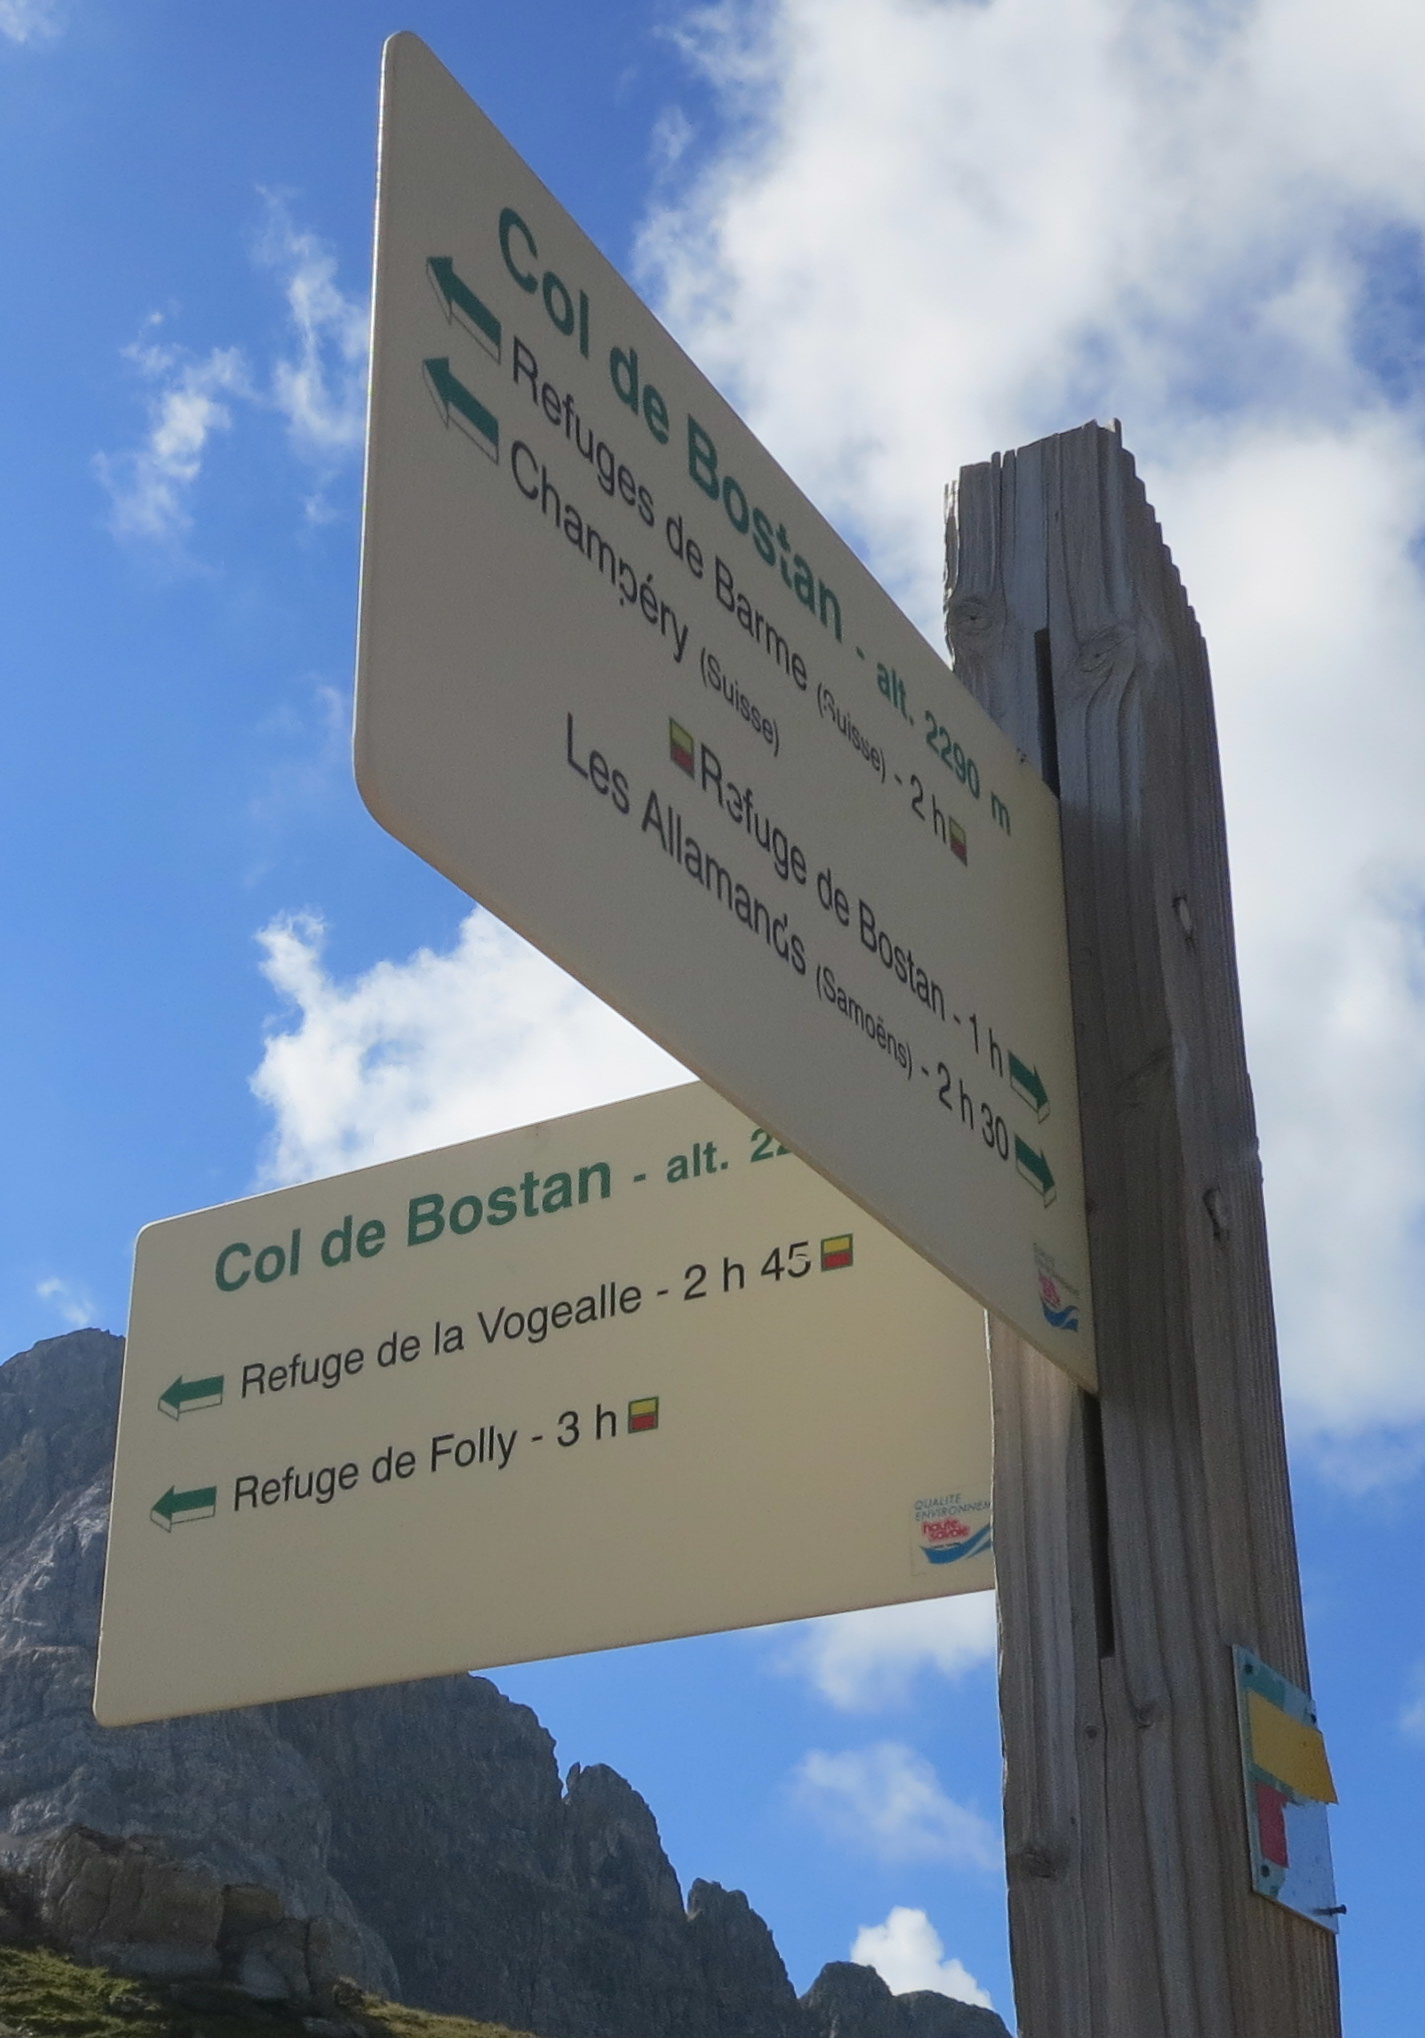 Col de Bostan - alt. 2290 m
Refuges de Barme (Suisse) - 2 h
Champéry (Suisse)
Refuge de Bostan - 1 h
Les Allamands (Samoëns) - 2 h 30
Col de Bostan - alt. 22
Refuge de la Vogealle - 2 h 45
Refuge de Folly - 3 h
QUALITE
ENVIRONNEM
haute
savoie